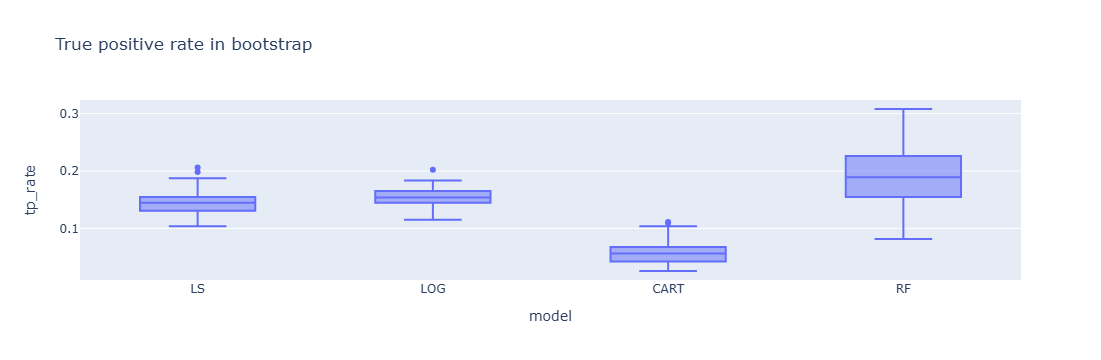 True positive rate in bootstrap
tp_rate
0.3
0.2
0.1
LS LOG CART RF
model